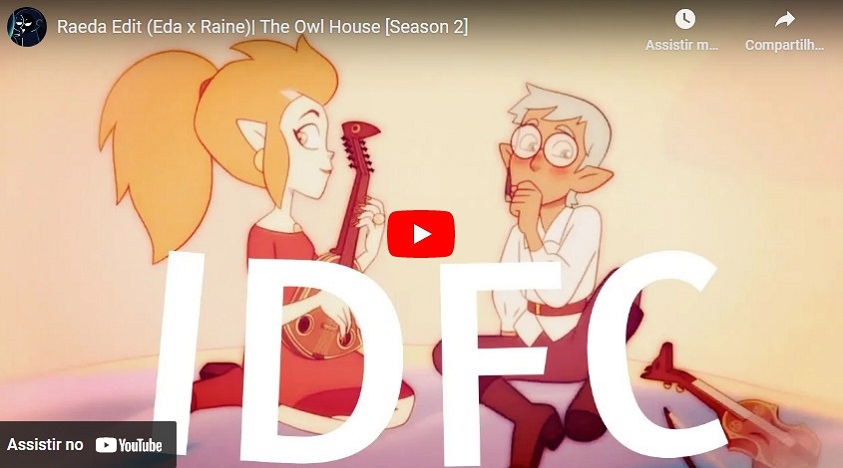 Raeda Edit (Eda x Raine)| The Owl House [Season 2]
Assistir m...
Compartilh...
IDFC
Assistir no YouTube